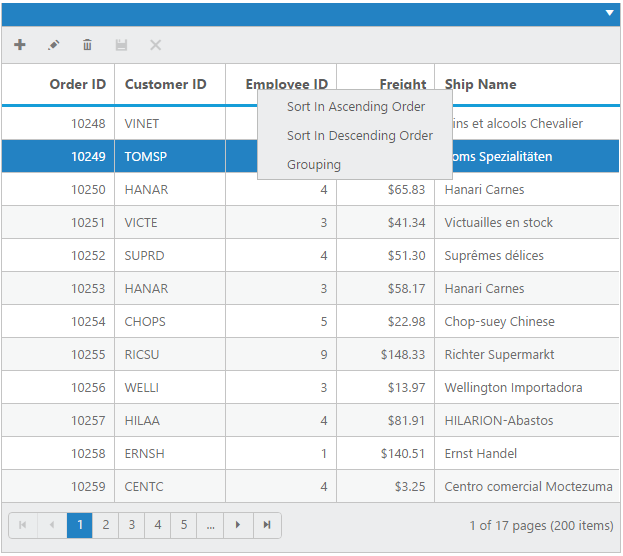 Order ID Customer ID Employee ID Freight Ship Name
Sort In Ascending Order
10248 VINET ins et alcools Chevalier
Sort In Descending Order
10249 TOMSP oms Spezialitäten
Grouping
10250 HANAR 4 $65.83 Hanari Carnes
10251 VICTE 3 $41.34 Victuailles en stock
10252 SUPRD 4 $51.30 Suprêmes délices
10253 HANAR 3 $58.17 Hanari Carnes
10254 CHOPS 5 $22.98 Chop-suey Chinese
10255 RICSU 9 $148.33 Richter Supermarkt
10256 WELLI 3 $13.97 Wellington Importadora
10257 HILAA 4 $81.91 HILARION-Abastos
10258 ERNSH 1 $140.51 Ernst Handel
10259 CENTC 4 $3.25 Centro comercial Moctezuma
1 2 3 4 5 ... 1 of 17 pages (200 items)